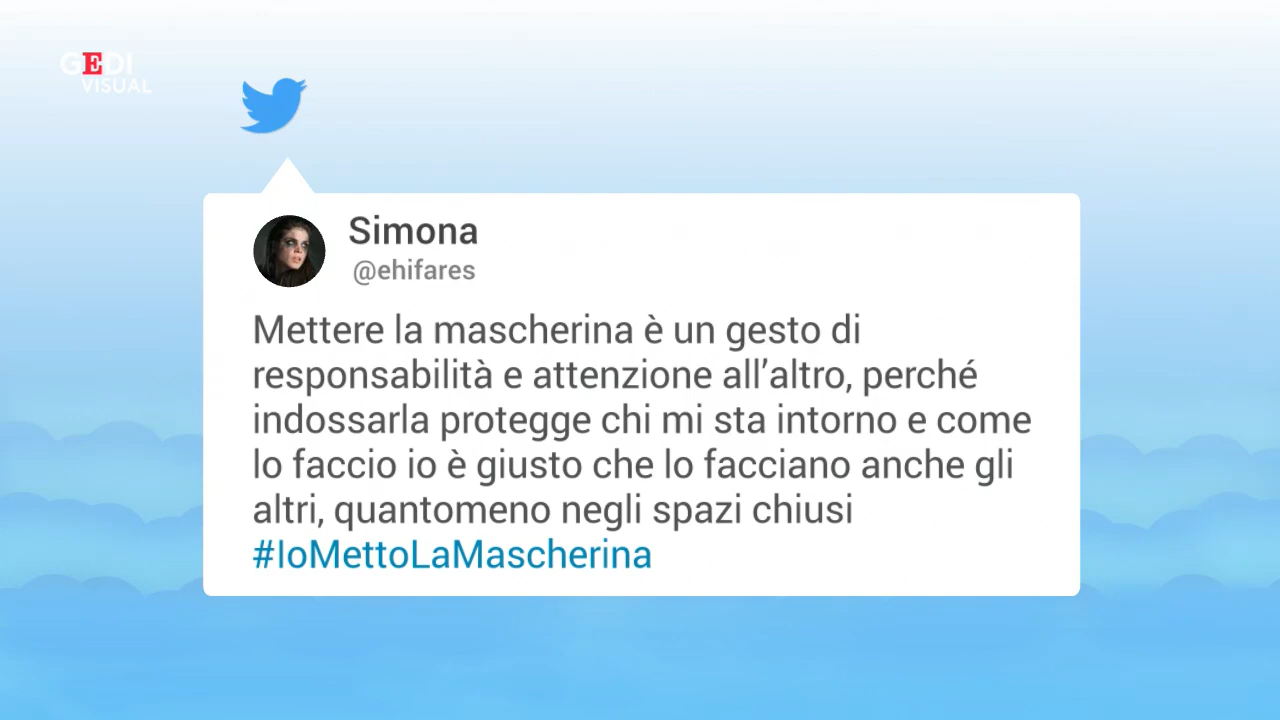 GEDI
VISUAL
Simona
@ehifares
Mettere la mascherina è un gesto di
responsabilità e attenzione all’altro, perché
indossarla protegge chi mi sta intorno e come
lo faccio io è giusto che lo facciano anche gli
altri, quantomeno negli spazi chiusi
#IoMettoLaMascherina